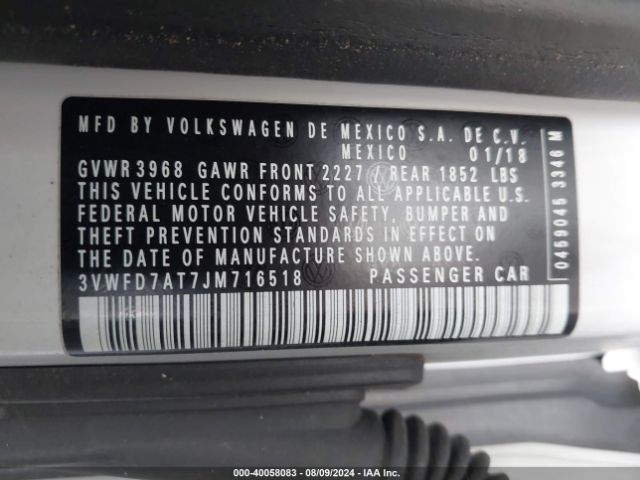 MFD BY VOLKSWAGEN DE MEXICO S.A. DE C.V.
MEXICO 01/18
GVWR 3968 GAWR FRONT 2227 REAR 1852 LBS
THIS VEHICLE CONFORMS TO ALL APPLICABLE U.S.
FEDERAL MOTOR VEHICLE SAFETY, BUMPER AND
THEFT PREVENTION STANDARDS IN EFFECT ON
THE DATE OF MANUFACTURE SHOWN ABOVE.
3VWFD7AT7JM716518 PASSENGER CAR
0459045 3346 M
000-40058083 - 08/09/2024 - IAA Inc.